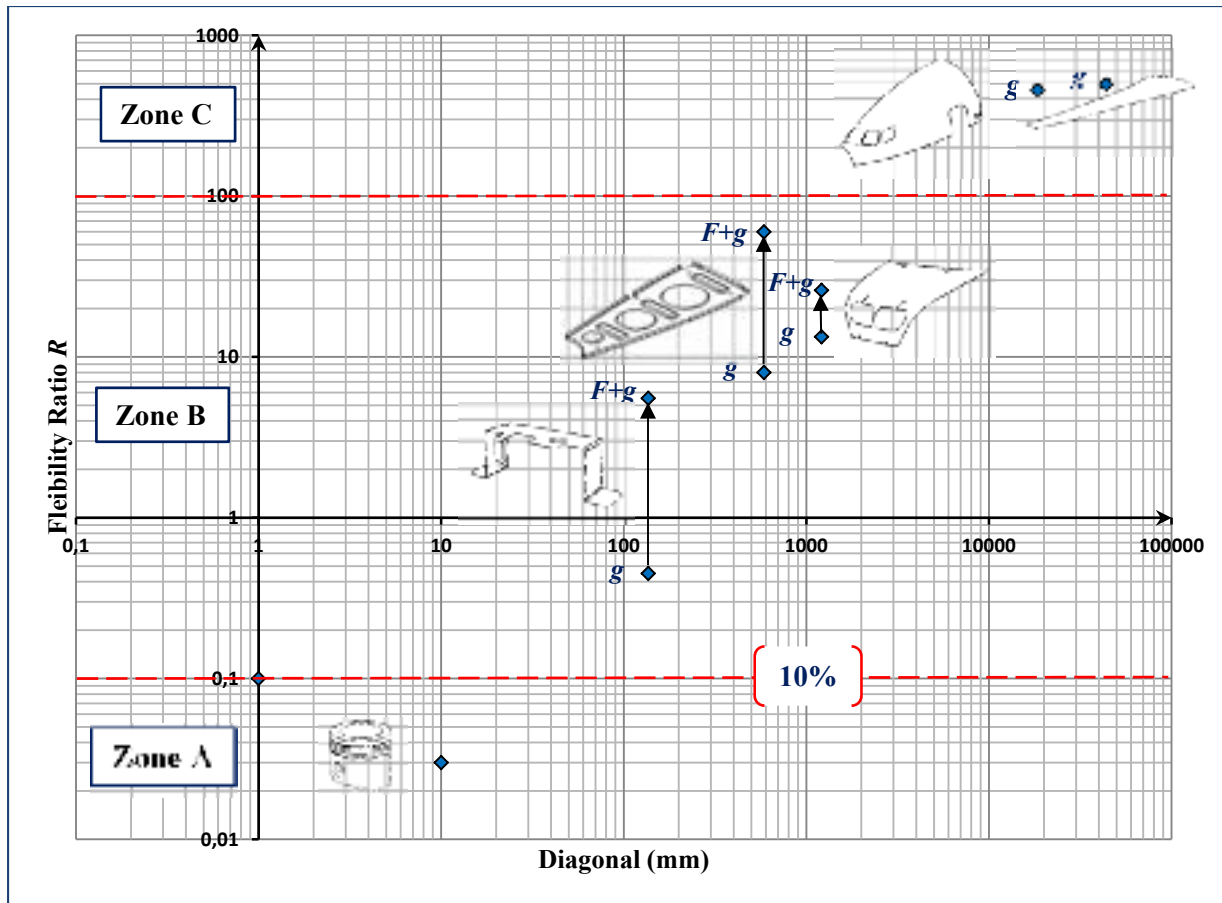 1000
Zone C
g
g
100
F+g
F+g
g
10
g
F+g
Zone B
Fleibility Ratio R
1
0,1
1
10
100
1000
10000
100000
g
10%
0,1
Zone A
0,01
Diagonal (mm)